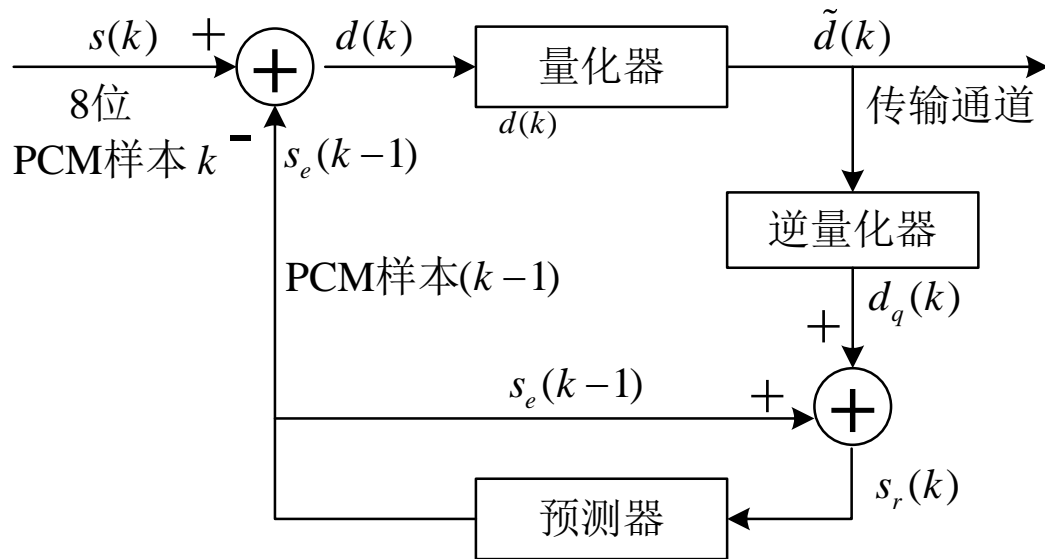 s(k) + d(k) 量化器 d̃(k)
8位
PCM样本 k
-
d(k)
传输通道
s_e(k−1)
逆量化器
PCM样本(k−1)
d_q(k)
+
s_e(k−1) +
s_r(k)
预测器